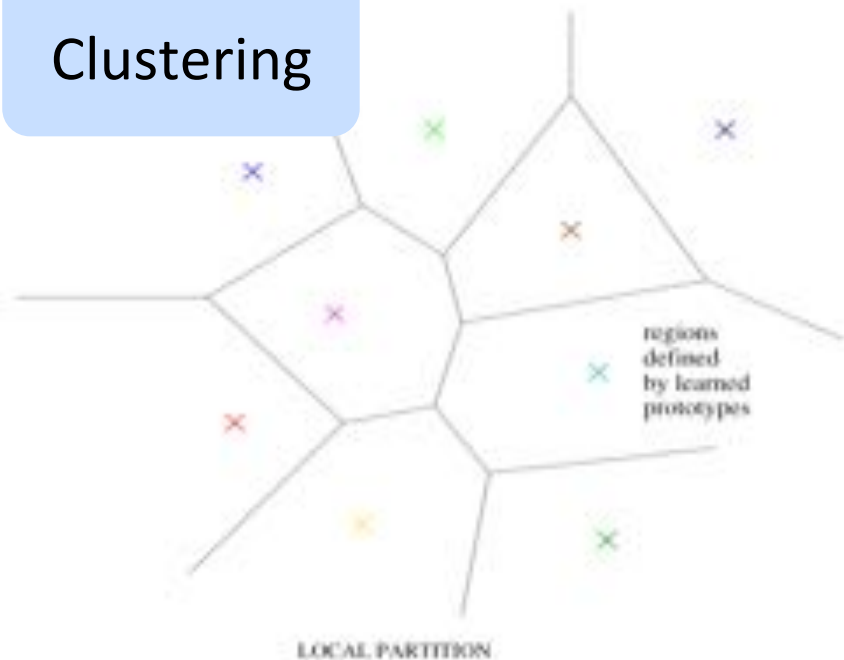 Clustering
regions
defined
by learned
prototypes
LOCAL PARTITION